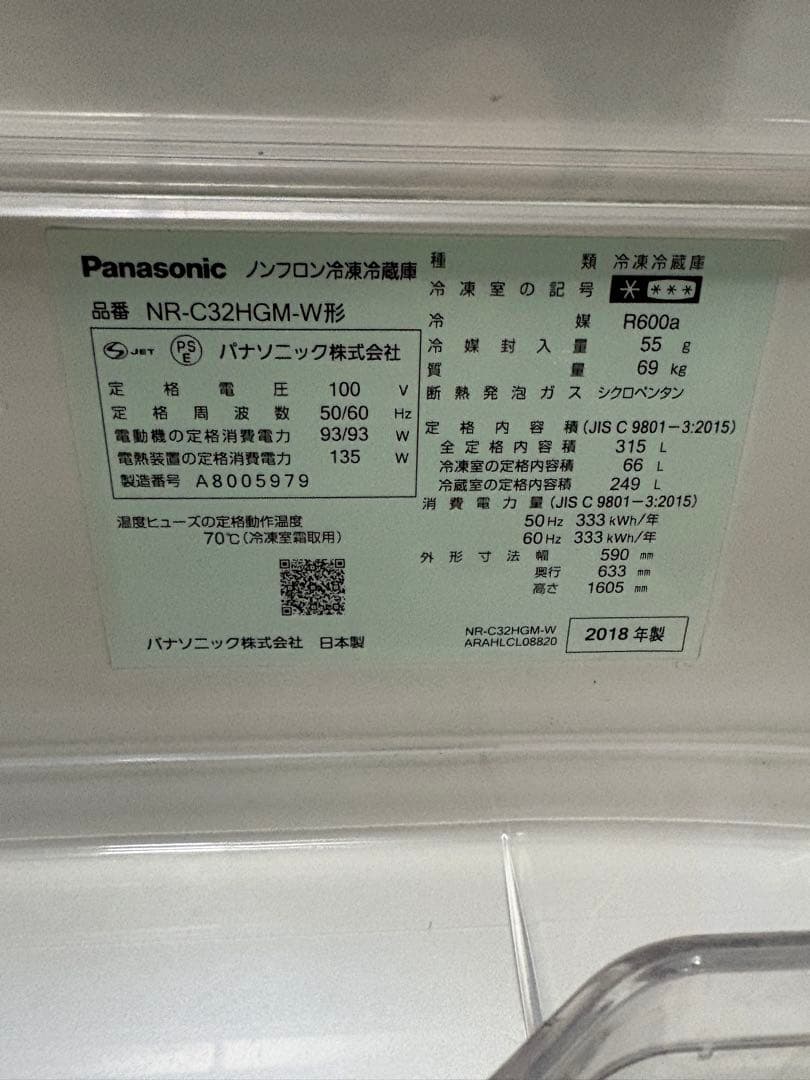 Panasonic ノンフロン冷凍冷蔵庫
品番 NR-C32HGM-W形
S JET PS E パナソニック株式会社
定格電圧 100 V
定格周波数 50/60 Hz
電動機の定格消費電力 93/93 W
電熱装置の定格消費電力 135 W
製造番号 A8005979
温度ヒューズの定格動作温度
70℃(冷凍室霜取用)
パナソニック株式会社 日本製
種類 冷凍冷蔵庫
冷凍室の記号 * ***
冷媒 R600a
冷媒封入量 55 g
質量 69 kg
断熱発泡ガス シクロペンタン
定格内容積(JIS C 9801-3:2015)
全定格内容積 315 L
冷凍室の定格内容積 66 L
冷蔵室の定格内容積 249 L
消費電力量(JIS C 9801-3:2015)
50Hz 333 kWh/年
60Hz 333 kWh/年
外形寸法 幅 590 mm
奥行 633 mm
高さ 1605 mm
NR-C32HGM-W
ARAHLCL08820
2018年製